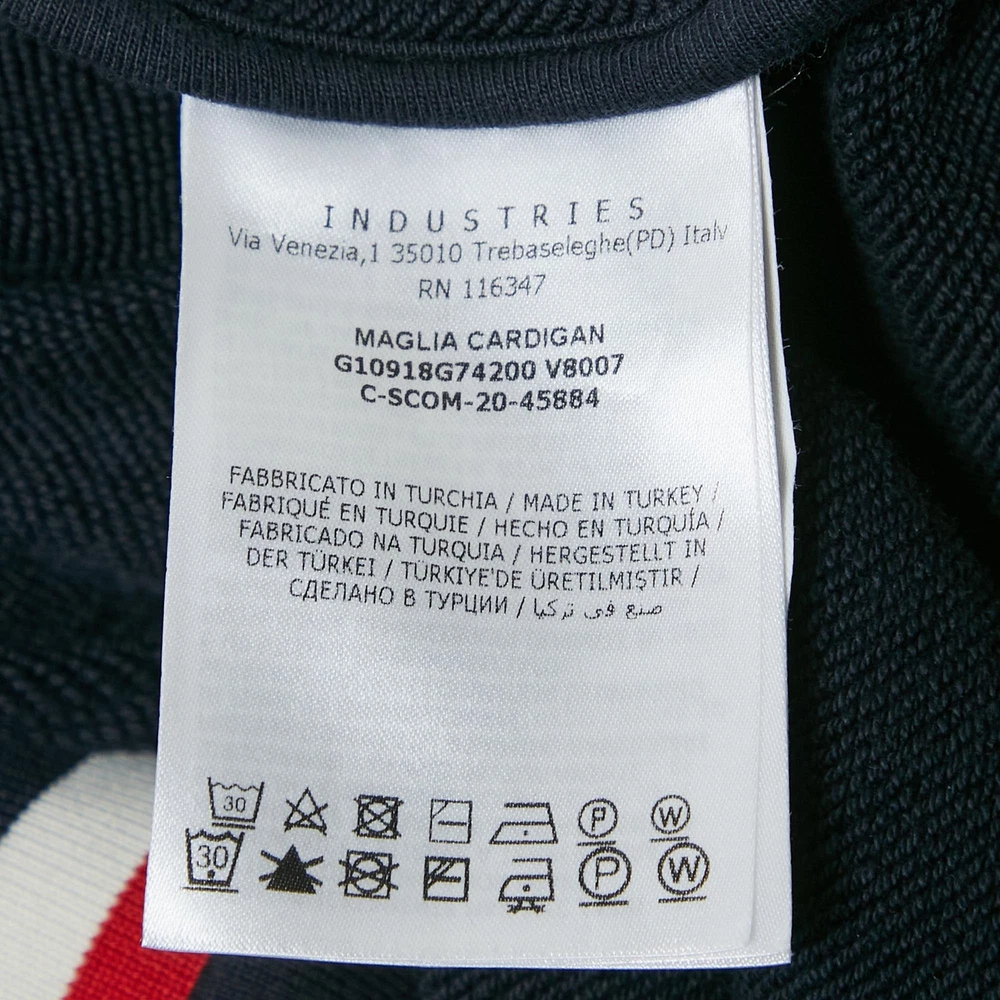 INDUSTRIES
Via Venezia,1 35010 Trebaseleghe(PD) Italy
RN 116347
MAGLIA CARDIGAN
G10918G74200 V8007
C-SCOM-20-45884
FABBRICATO IN TURCHIA / MADE IN TURKEY /
FABRIQUÉ EN TURQUIE / HECHO EN TURQUÍA /
FABRICADO NA TURQUIA / HERGESTELLT IN
DER TÜRKEI / TÜRKIYE'DE ÜRETILMIŞTIR /
СДЕЛАНО В ТУРЦИИ / صنع في تركيا
30 P W
30 P W